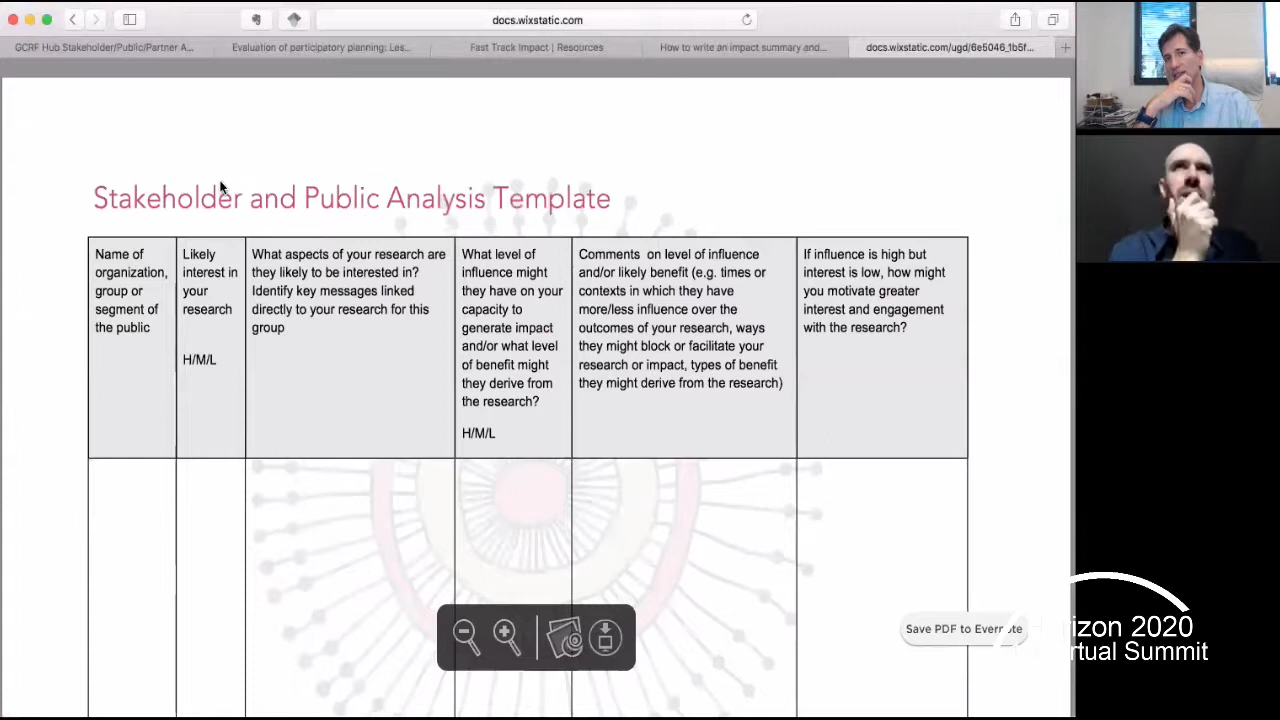 docs.wixstatic.com
GCRF Hub Stakeholder/Public/Partner A...
Evaluation of participatory planning: Les...
Fast Track Impact | Resources
How to write an impact summary and...
docs.wixstatic.com/ugd/6e5046_1b5f...
Stakeholder and Public Analysis Template
Name of
organization,
group or
segment of
the public
Likely
interest in
your
research
H/M/L
What aspects of your research are
they likely to be interested in?
Identify key messages linked
directly to your research for this
group
What level of
influence might
they have on your
capacity to
generate impact
and/or what level
of benefit might
they derive from
the research?
H/M/L
Comments on level of influence
and/or likely benefit (e.g. times or
contexts in which they have
more/less influence over the
outcomes of your research, ways
they might block or facilitate your
research or impact, types of benefit
they might derive from the research)
If influence is high but
interest is low, how might
you motivate greater
interest and engagement
with the research?
Save PDF to Evernote
Horizon 2020
Virtual Summit